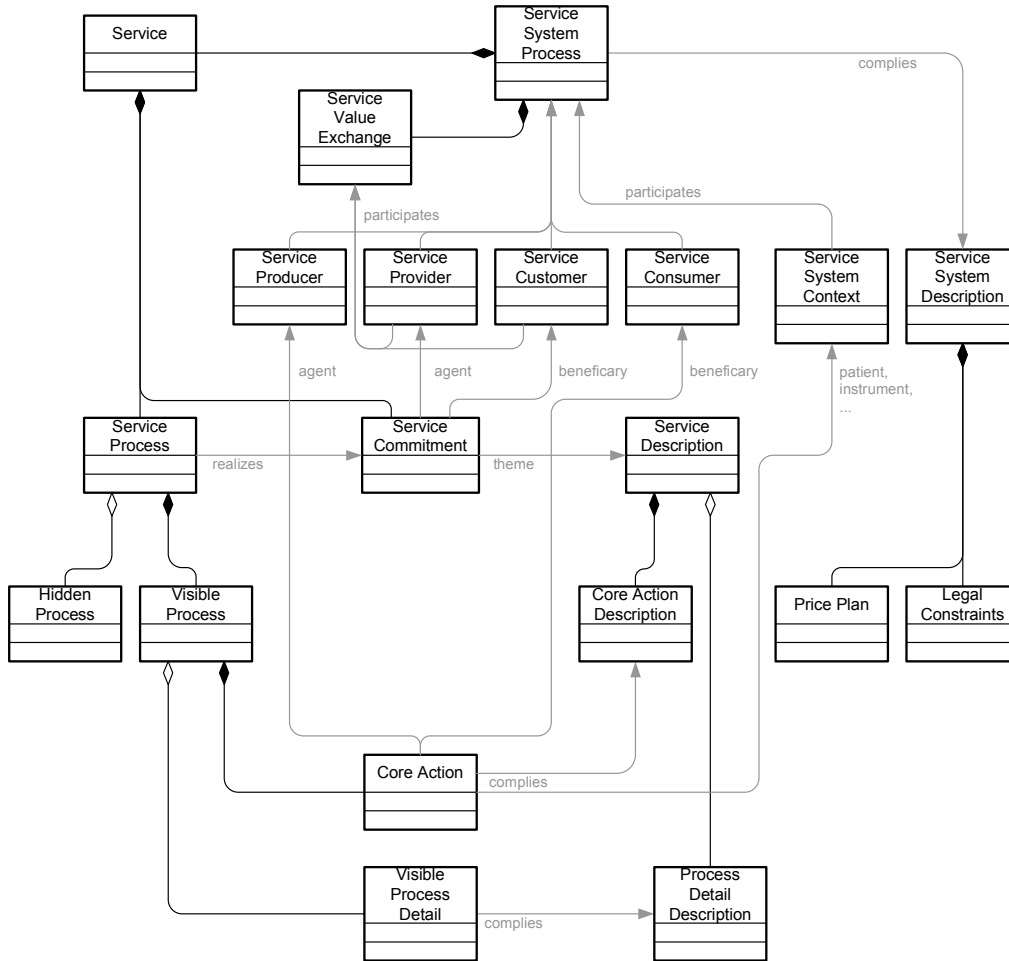 Service
Service
System
Process
complies
Service
Value
Exchange
participates
participates
Service
Producer
Service
Provider
Service
Customer
Service
Consumer
Service
System
Context
Service
System
Description
agent
agent
beneficary
beneficary
patient,
instrument,
...
Service
Process
realizes
Service
Commitment
theme
Service
Description
Hidden
Process
Visible
Process
Core Action
Description
Price Plan
Legal
Constraints
Core Action
complies
Visible
Process
Detail
complies
Process
Detail
Description